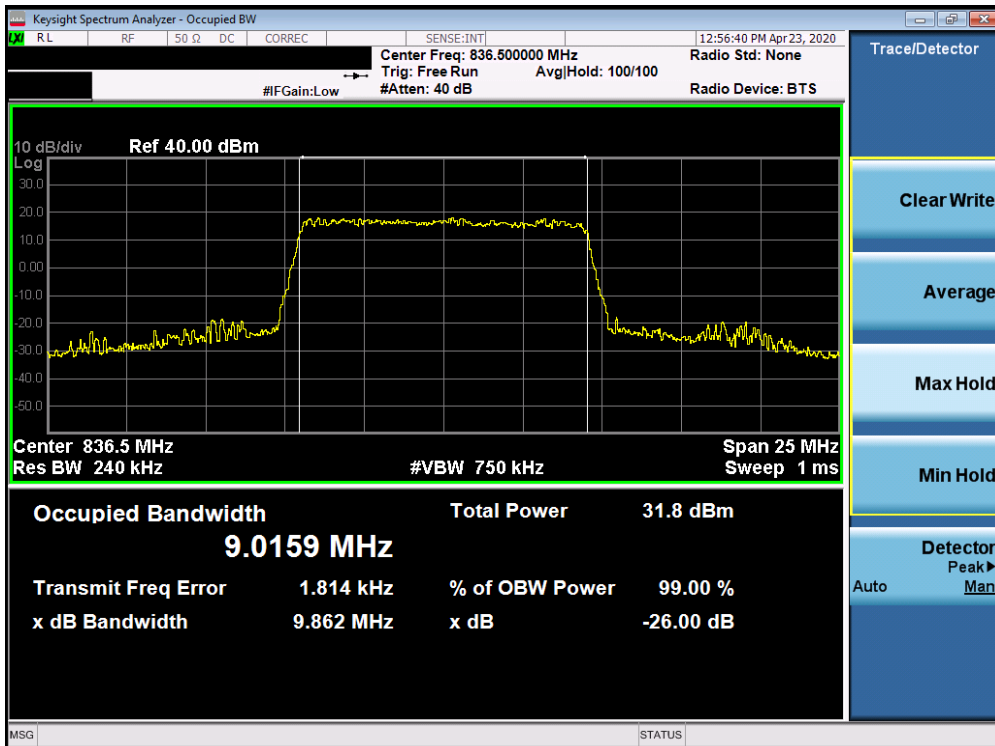 Keysight Spectrum Analyzer - Occupied BW
LXI RL RF 50 Ω DC CORREC SENSE:INT 12:56:40 PM Apr 23, 2020
Center Freq: 836.500000 MHz Radio Std: None
Trig: Free Run Avg|Hold: 100/100
#IFGain:Low #Atten: 40 dB Radio Device: BTS
10 dB/div Ref 40.00 dBm
Log
30.0
20.0
10.0
0.00
-10.0
-20.0
-30.0
-40.0
-50.0
Center 836.5 MHz Span 25 MHz
Res BW 240 kHz #VBW 750 kHz Sweep 1 ms
Occupied Bandwidth Total Power 31.8 dBm
9.0159 MHz
Transmit Freq Error 1.814 kHz % of OBW Power 99.00 %
x dB Bandwidth 9.862 MHz x dB -26.00 dB
MSG STATUS
Trace/Detector
Clear Write
Average
Max Hold
Min Hold
Detector
Peak▶
Auto Man